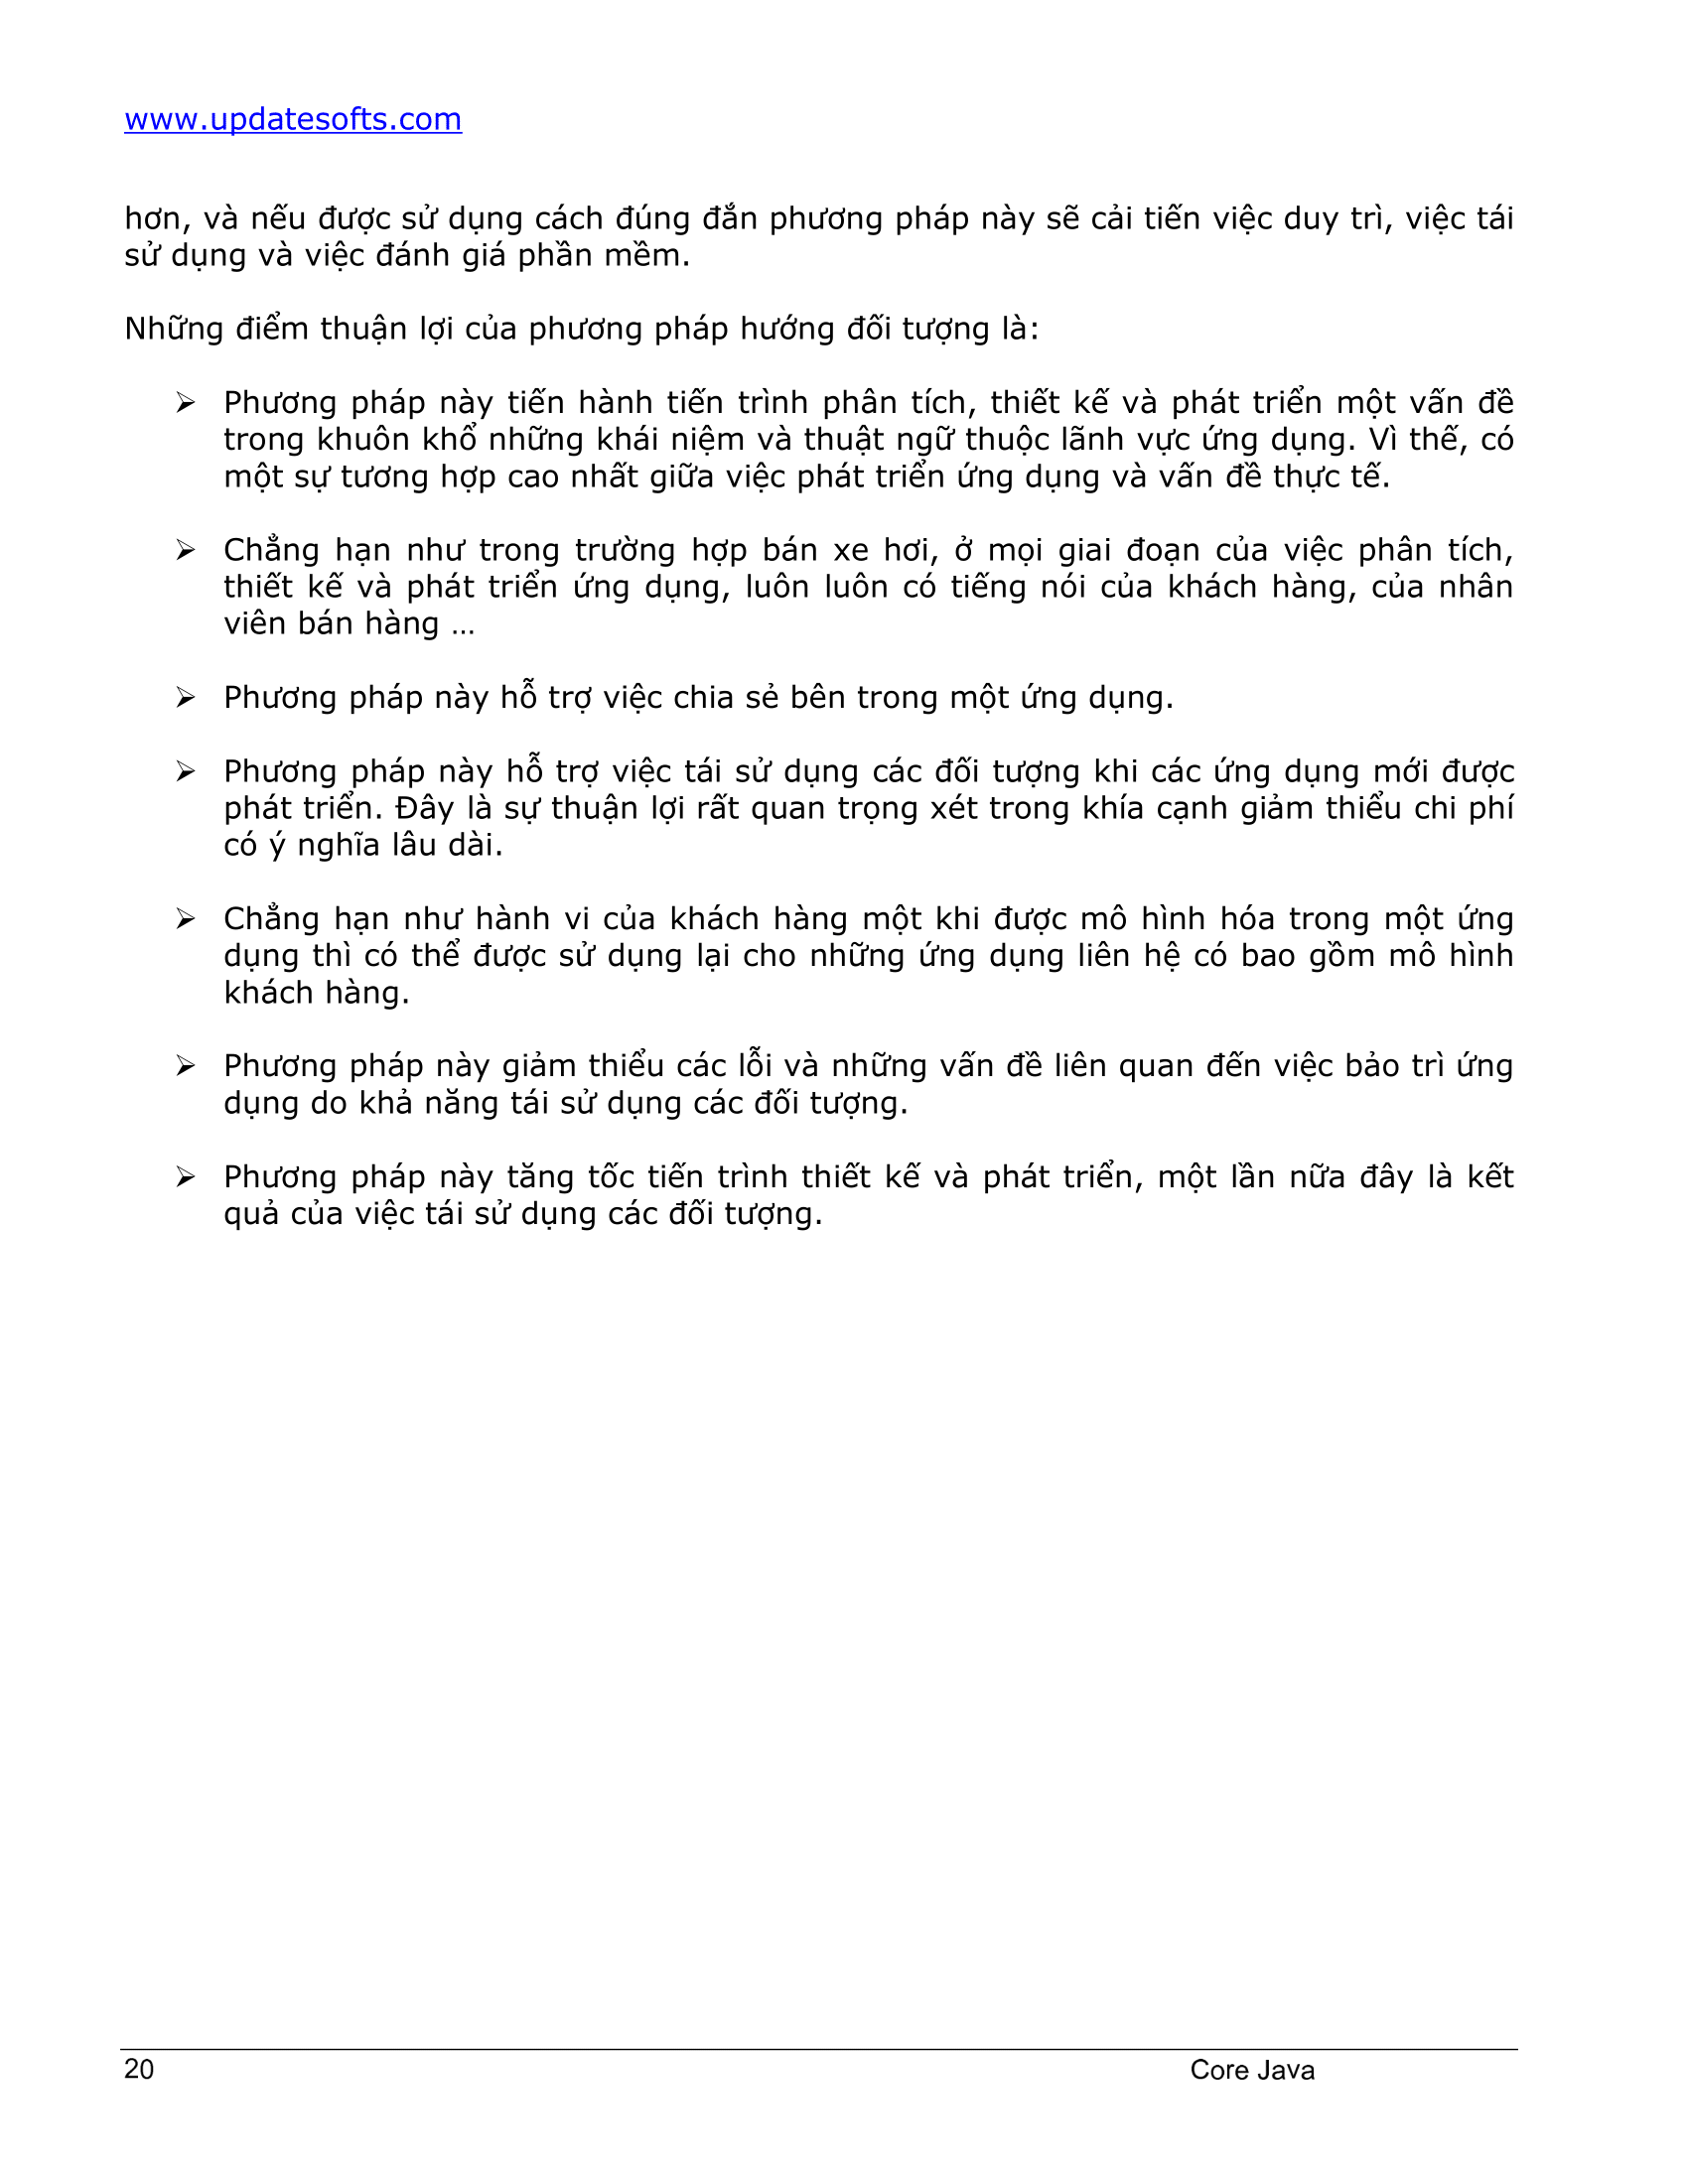 www.updatesofts.com
hơn, và nếu được sử dụng cách đúng đắn phương pháp này sẽ cải tiến việc duy trì, việc tái
sử dụng và việc đánh giá phần mềm.
Những điểm thuận lợi của phương pháp hướng đối tượng là:
➢ Phương pháp này tiến hành tiến trình phân tích, thiết kế và phát triển một vấn đề
trong khuôn khổ những khái niệm và thuật ngữ thuộc lãnh vực ứng dụng. Vì thế, có
một sự tương hợp cao nhất giữa việc phát triển ứng dụng và vấn đề thực tế.
➢ Chẳng hạn như trong trường hợp bán xe hơi, ở mọi giai đoạn của việc phân tích,
thiết kế và phát triển ứng dụng, luôn luôn có tiếng nói của khách hàng, của nhân
viên bán hàng …
➢ Phương pháp này hỗ trợ việc chia sẻ bên trong một ứng dụng.
➢ Phương pháp này hỗ trợ việc tái sử dụng các đối tượng khi các ứng dụng mới được
phát triển. Đây là sự thuận lợi rất quan trọng xét trong khía cạnh giảm thiểu chi phí
có ý nghĩa lâu dài.
➢ Chẳng hạn như hành vi của khách hàng một khi được mô hình hóa trong một ứng
dụng thì có thể được sử dụng lại cho những ứng dụng liên hệ có bao gồm mô hình
khách hàng.
➢ Phương pháp này giảm thiểu các lỗi và những vấn đề liên quan đến việc bảo trì ứng
dụng do khả năng tái sử dụng các đối tượng.
➢ Phương pháp này tăng tốc tiến trình thiết kế và phát triển, một lần nữa đây là kết
quả của việc tái sử dụng các đối tượng.
20 Core Java